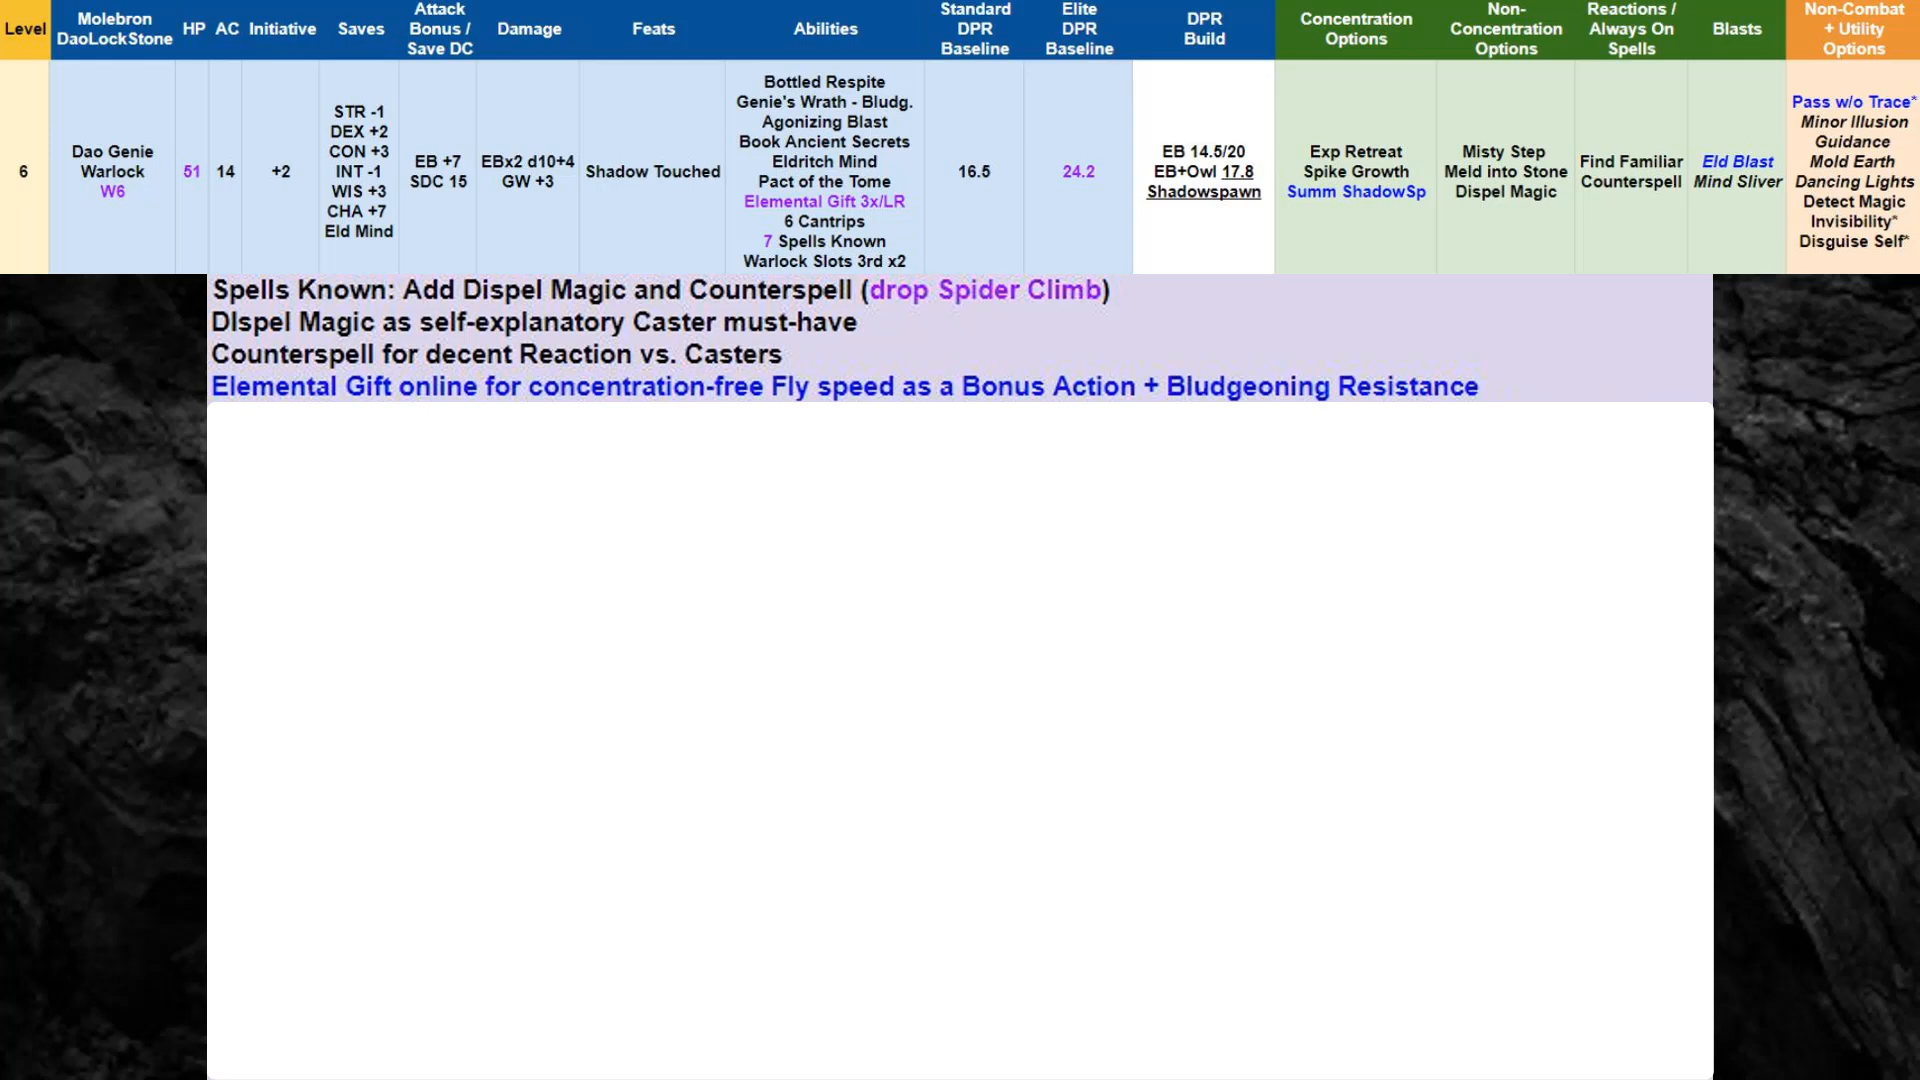 Level
Molebron
DaoLockStone
HP
AC
Initiative
Saves
Attack
Bonus /
Save DC
Damage
Feats
Abilities
Standard
DPR
Baseline
Elite
DPR
Baseline
DPR
Build
Concentration
Options
Non-
Concentration
Options
Reactions /
Always On
Spells
Blasts
Non-Combat
+ Utility
Options
6
Dao Genie
Warlock
W6
51
14
+2
STR -1
DEX +2
CON +3
INT -1
WIS +3
CHA +7
Eld Mind
EB +7
SDC 15
EBx2 d10+4
GW +3
Shadow Touched
Bottled Respite
Genie's Wrath - Bludg.
Agonizing Blast
Book Ancient Secrets
Eldritch Mind
Pact of the Tome
Elemental Gift 3x/LR
6 Cantrips
7 Spells Known
Warlock Slots 3rd x2
16.5
24.2
EB 14.5/20
EB+Owl 17.8
Shadowspawn
Exp Retreat
Spike Growth
Summ ShadowSp
Misty Step
Meld into Stone
Dispel Magic
Find Familiar
Counterspell
Eld Blast
Mind Sliver
Pass w/o Trace*
Minor Illusion
Guidance
Mold Earth
Dancing Lights
Detect Magic
Invisibility*
Disguise Self*
Spells Known: Add Dispel Magic and Counterspell (drop Spider Climb)
DIspel Magic as self-explanatory Caster must-have
Counterspell for decent Reaction vs. Casters
Elemental Gift online for concentration-free Fly speed as a Bonus Action + Bludgeoning Resistance